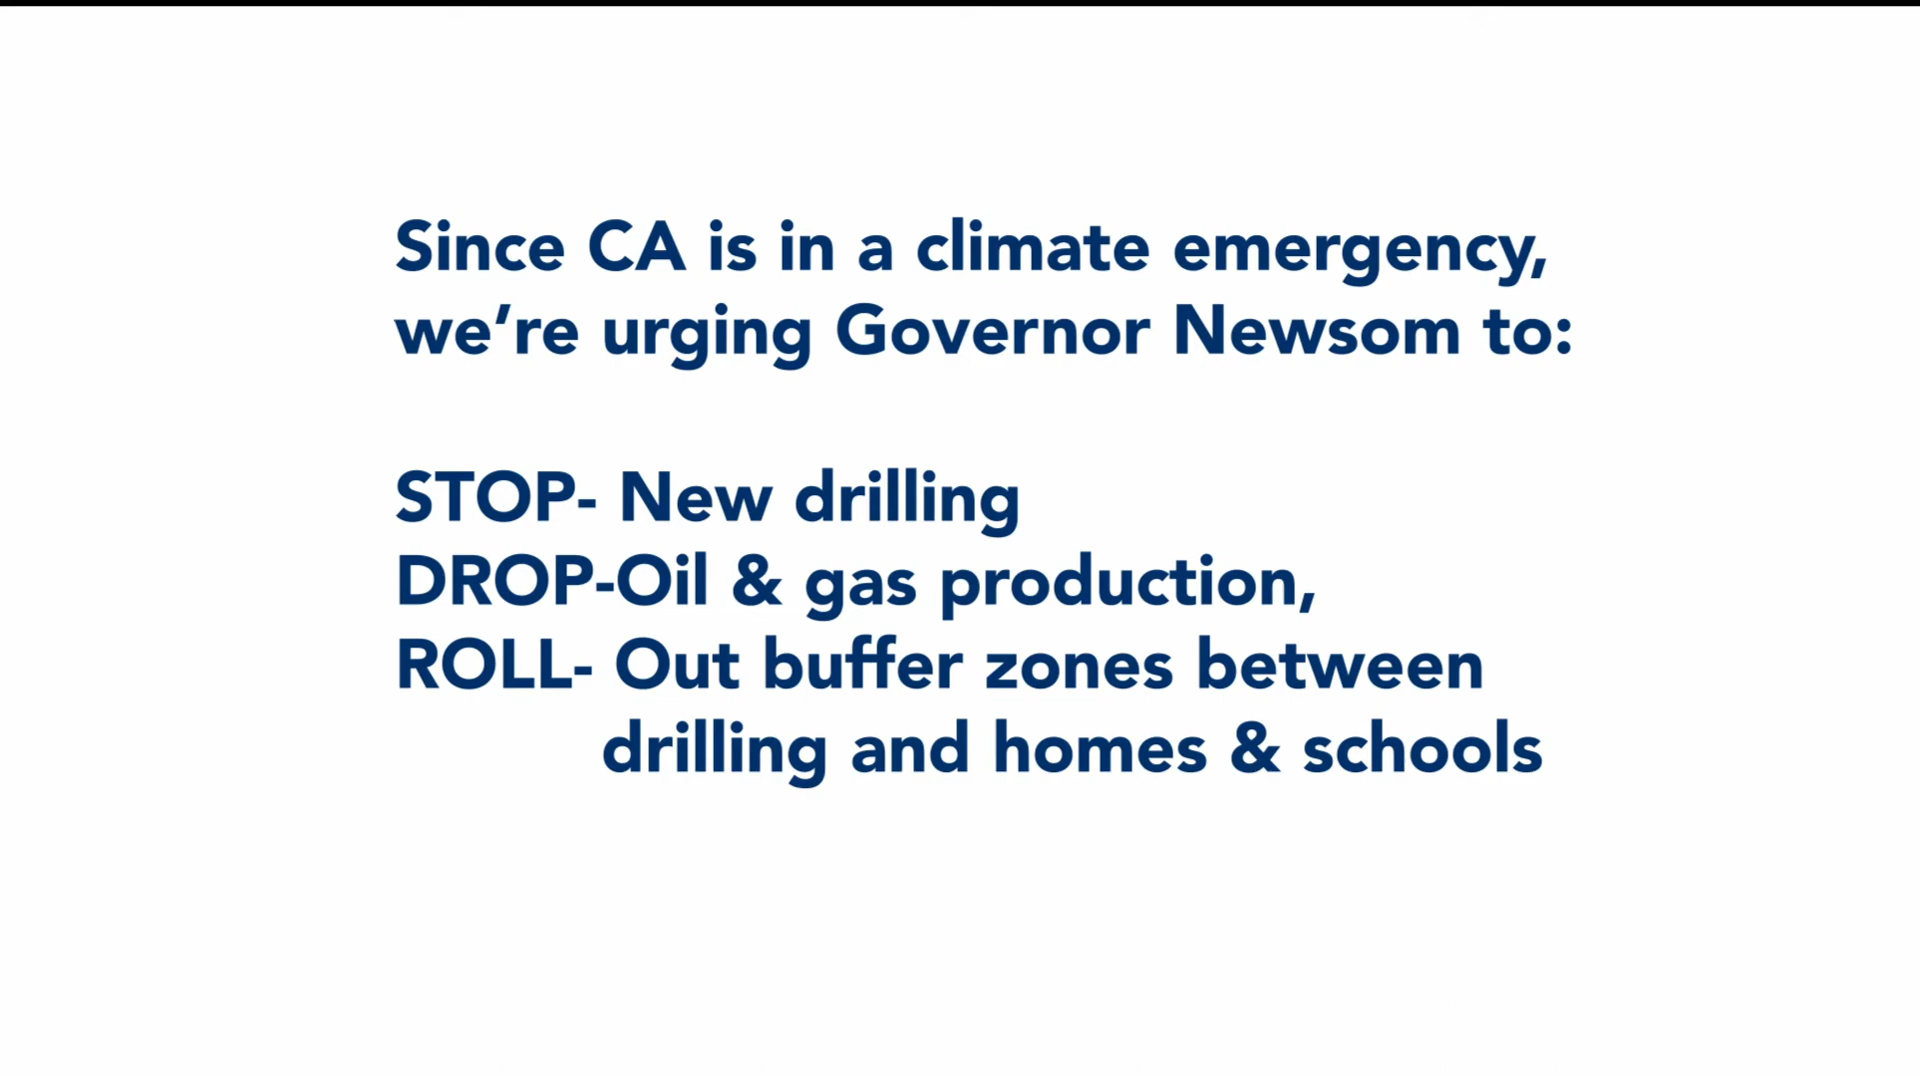 Since CA is in a climate emergency,
we’re urging Governor Newsom to:
STOP- New drilling
DROP-Oil & gas production,
ROLL- Out buffer zones between
drilling and homes & schools